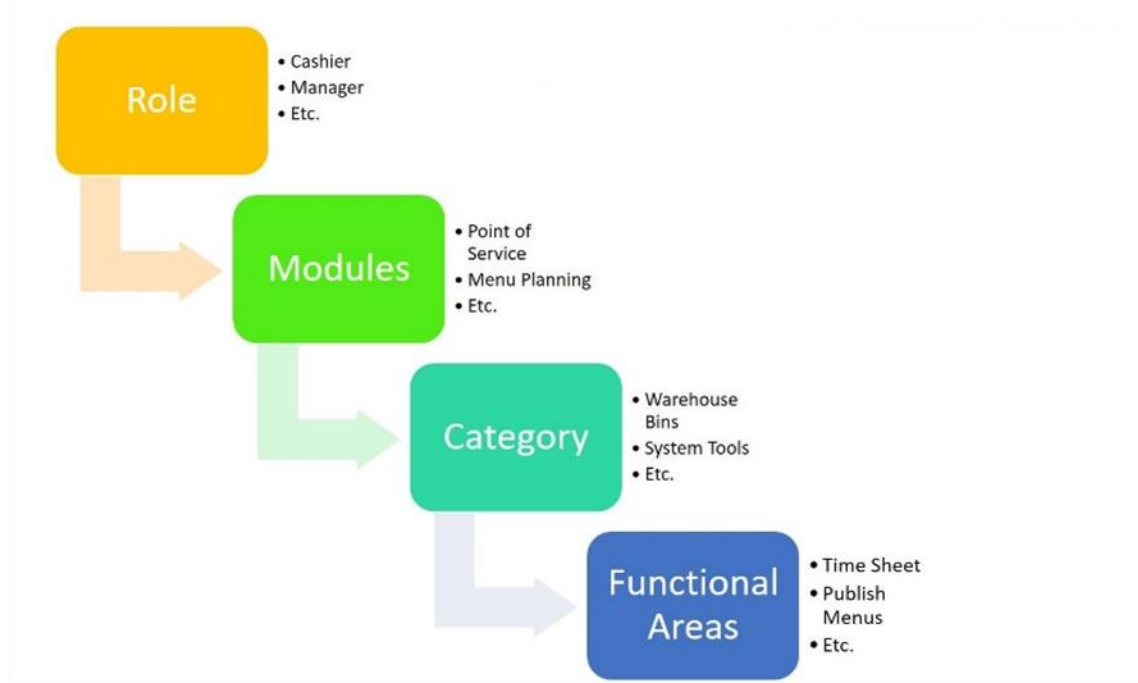 Role
• Cashier
• Manager
• Etc.
Modules
• Point of
Service
• Menu Planning
• Etc.
Category
• Warehouse
Bins
• System Tools
• Etc.
Functional
Areas
• Time Sheet
• Publish
Menus
• Etc.